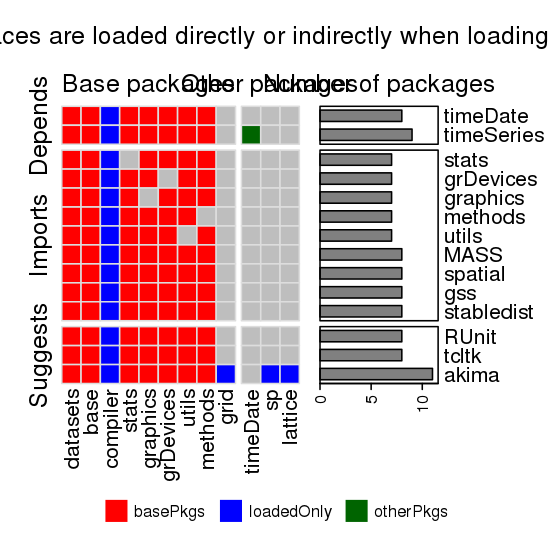 ces are loaded directly or indirectly when loading
Base packages Other packages Number of packages
Depends
timeDate
timeSeries
Imports
stats
grDevices
graphics
methods
utils
MASS
spatial
gss
stabledist
Suggests
RUnit
tcltk
akima
datasets base compiler stats graphics grDevices utils methods grid timeDate sp lattice
0 5 10
basePkgs loadedOnly otherPkgs